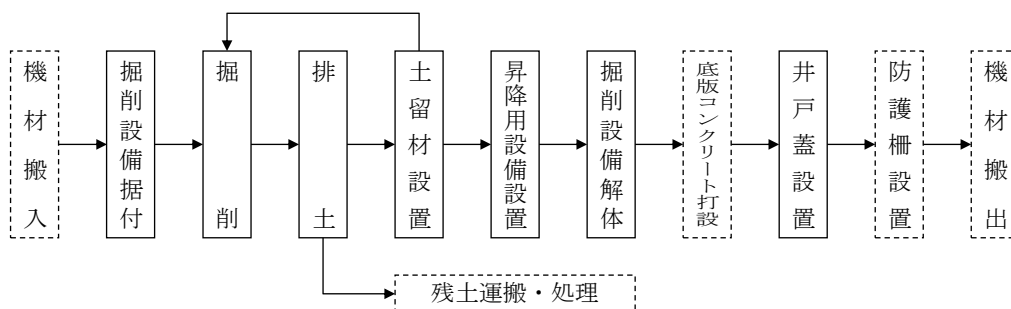 機材搬入
掘削設備据付
掘削
排土
土留材設置
昇降用設備設置
掘削設備解体
底版コンクリート打設
井戸蓋設置
防護柵設置
機材搬出
残土運搬・処理